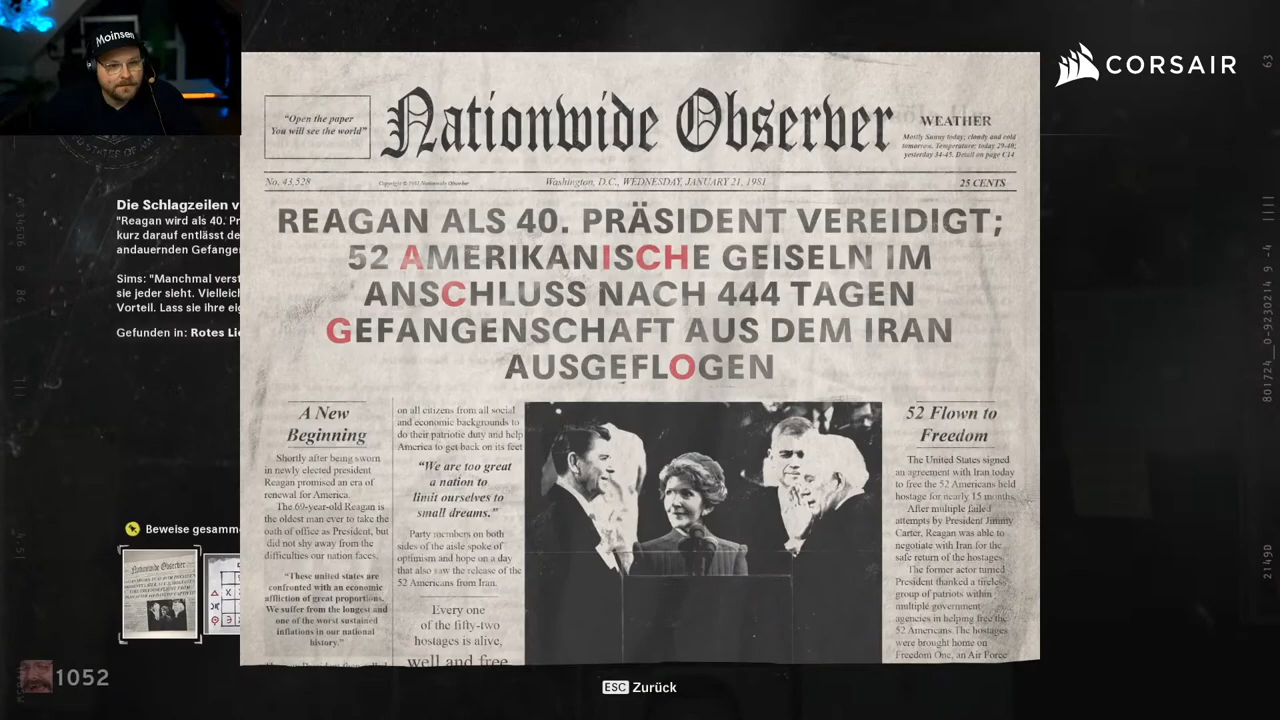 Moinsen
CORSAIR
63
"Open the paper
You will see the world"
Nationwide Observer
WEATHER
Mostly Sunny today; cloudy and cold
tomorrow. Temperature: today 29-40;
yesterday 34-45. Detail on page C14
No. 43,528
Copyright © 1981 Nationwide Observer
Washington, D.C., WEDNESDAY, JANUARY 21, 1981
25 CENTS
REAGAN ALS 40. PRÄSIDENT VEREIDIGT;
52 AMERIKANISCHE GEISELN IM
ANSCHLUSS NACH 444 TAGEN
GEFANGENSCHAFT AUS DEM IRAN
AUSGEFLOGEN
Die Schlagzeilen v
"Reagan wird als 40. Pr
kurz darauf entlässt de
andauernden Gefangen
Sims: "Manchmal verst
sie jeder sieht. Vielleich
Vorteil. Lass sie ihre eig
Gefunden in: Rotes Lic
A New
Beginning
Shortly after being sworn
in newly elected president
Reagan promised an era of
renewal for America.
The 69-year-old Reagan is
the oldest man ever to take the
oath of office as President, but
did not shy away from the
difficulties our nation faces.
"These united states are
confronted with an economic
affliction of great proportions.
We suffer from the longest and
one of the worst sustained
inflations in our national
history."
on all citizens from all social
and economic backgrounds to
do their patriotic duty and help
America to get back on its feet
"We are too great
a nation to
limit ourselves to
small dreams."
Party members on both
sides of the aisle spoke of
optimism and hope on a day
that also saw the release of the
52 Americans from Iran.
Every one
of the fifty-two
hostages is alive,
well and free
52 Flown to
Freedom
The United States signed
an agreement with Iran today
to free the 52 Americans held
hostage for nearly 15 months.
After multiple failed
attempts by President Jimmy
Carter, Reagan was able to
negotiate with Iran for the
safe return of the hostages.
The former actor turned
President thanked a tireless
group of patriots within
multiple government
agencies in helping free the
52 Americans. The hostages
were brought home on
Freedom One, an Air Force
Beweise gesamme
1052
ESC Zurück
801724__0-9230214 9 -4
2149D